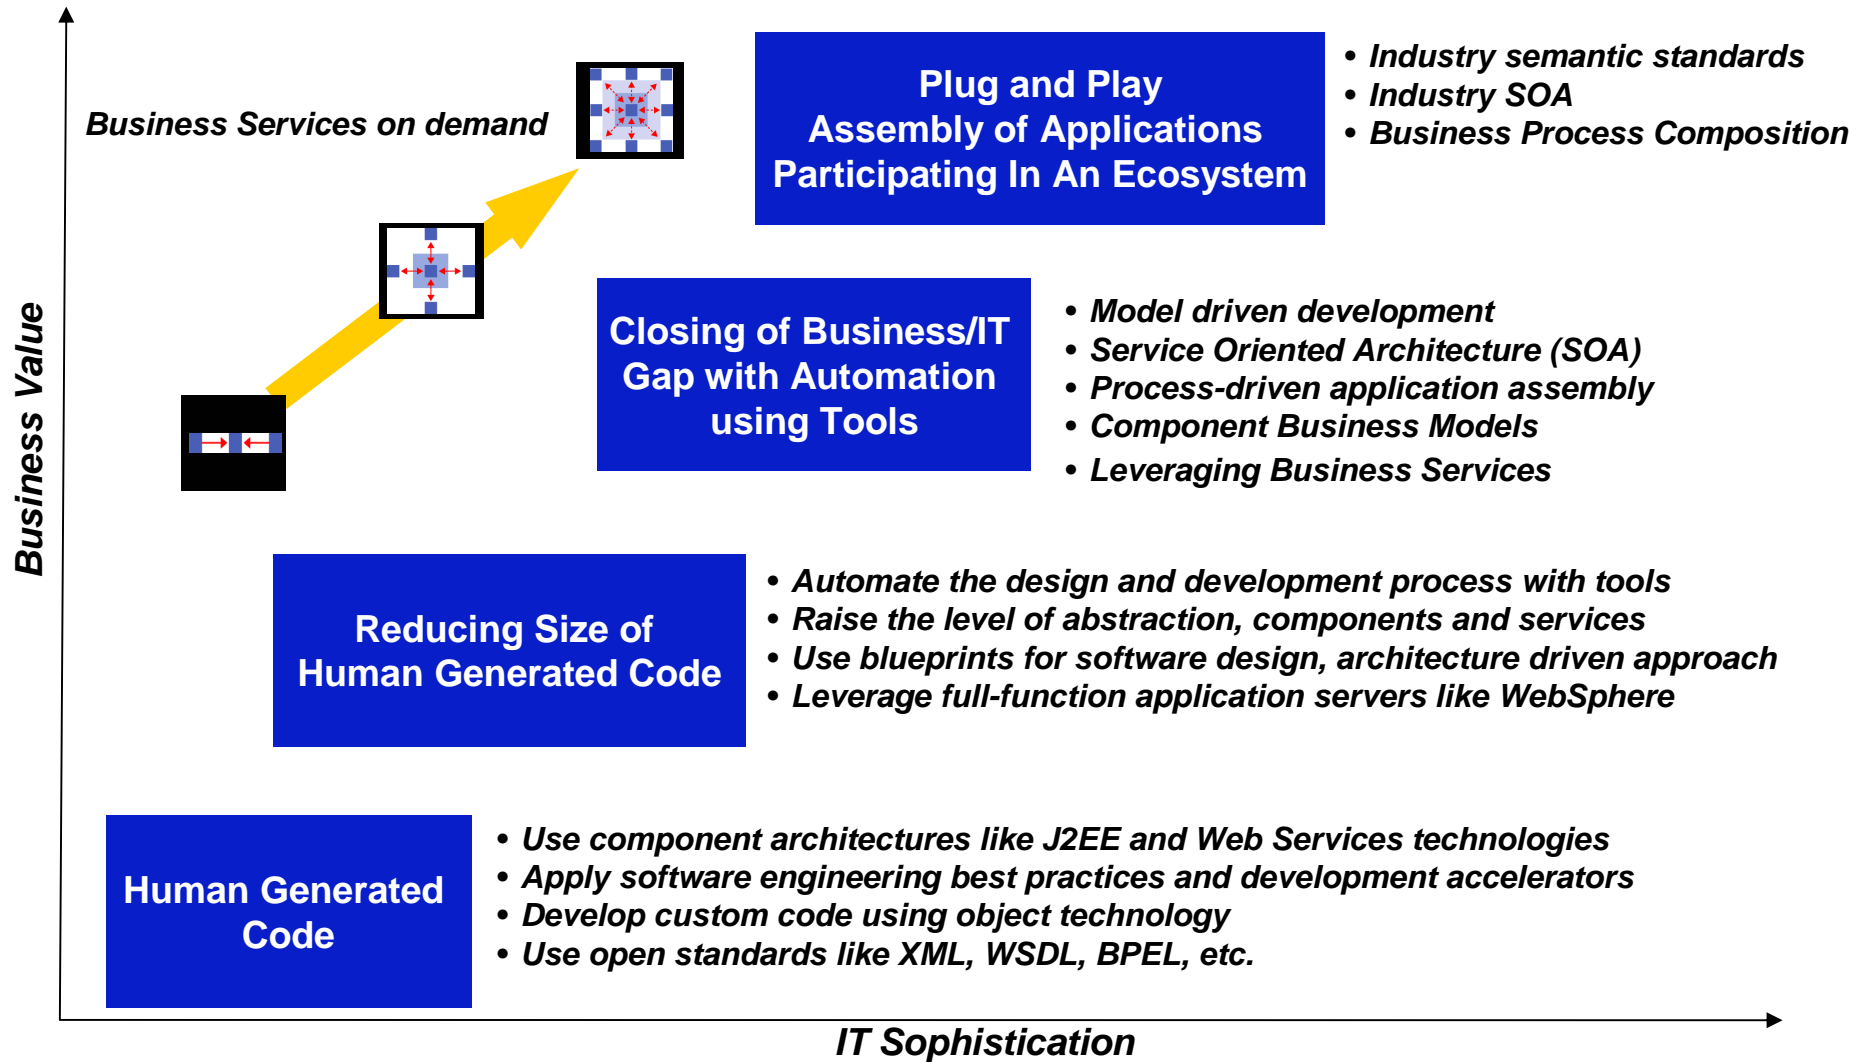 Business Value
Business Services on demand
Plug and Play
Assembly of Applications
Participating In An Ecosystem
• Industry semantic standards
• Industry SOA
• Business Process Composition
Closing of Business/IT
Gap with Automation
using Tools
• Model driven development
• Service Oriented Architecture (SOA)
• Process-driven application assembly
• Component Business Models
• Leveraging Business Services
Reducing Size of
Human Generated Code
• Automate the design and development process with tools
• Raise the level of abstraction, components and services
• Use blueprints for software design, architecture driven approach
• Leverage full-function application servers like WebSphere
Human Generated
Code
• Use component architectures like J2EE and Web Services technologies
• Apply software engineering best practices and development accelerators
• Develop custom code using object technology
• Use open standards like XML, WSDL, BPEL, etc.
IT Sophistication